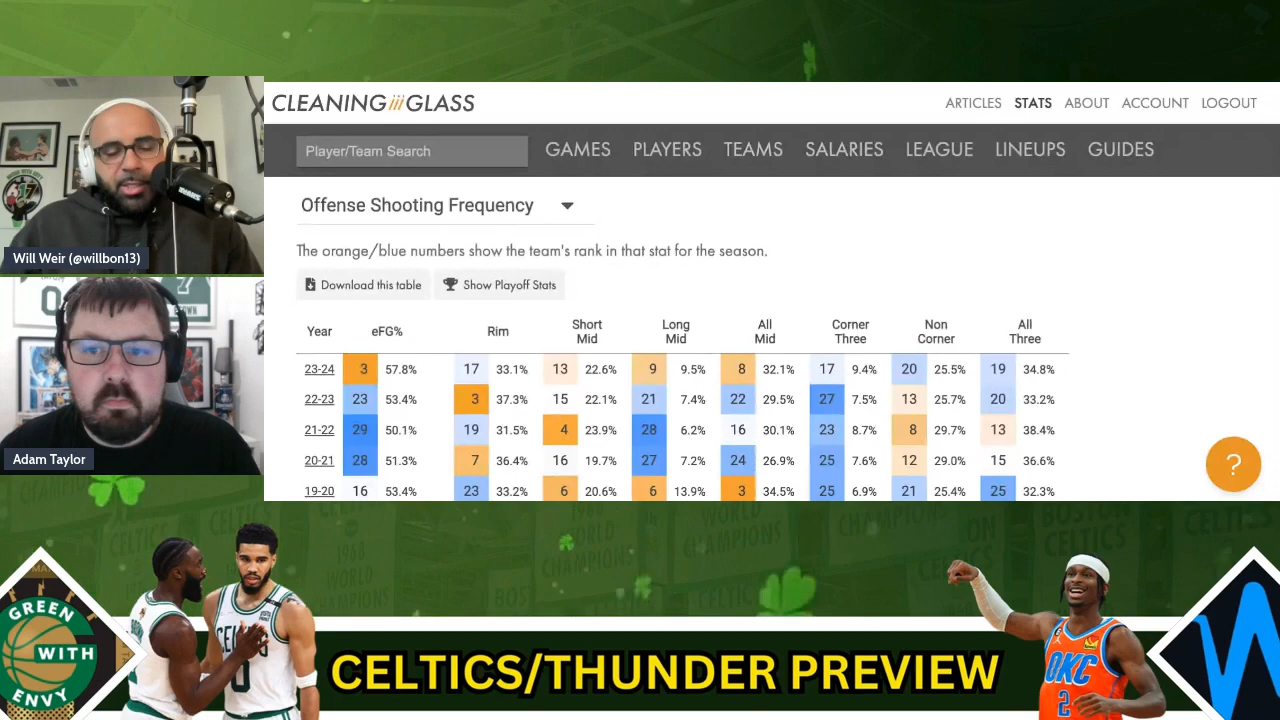 CLEANING GLASS
ARTICLES STATS ABOUT ACCOUNT LOGOUT
Player/Team Search
GAMES PLAYERS TEAMS SALARIES LEAGUE LINEUPS GUIDES
Offense Shooting Frequency
The orange/blue numbers show the team's rank in that stat for the season.
Download this table Show Playoff Stats
Year eFG% Rim Short Mid Long Mid All Mid Corner Three Non Corner All Three
23-24 3 57.8% 17 33.1% 13 22.6% 9 9.5% 8 32.1% 17 9.4% 20 25.5% 19 34.8%
22-23 23 53.4% 3 37.3% 15 22.1% 21 7.4% 22 29.5% 27 7.5% 13 25.7% 20 33.2%
21-22 29 50.1% 19 31.5% 4 23.9% 28 6.2% 16 30.1% 23 8.7% 8 29.7% 13 38.4%
20-21 28 51.3% 7 36.4% 16 19.7% 27 7.2% 24 26.9% 25 7.6% 12 29.0% 15 36.6%
19-20 16 53.4% 23 33.2% 6 20.6% 6 13.9% 3 34.5% 25 6.9% 21 25.4% 25 32.3%
?
Will Weir (@willbon13)
Adam Taylor
GREEN
WITH
ENVY
CELTICS/THUNDER PREVIEW
OKC
2